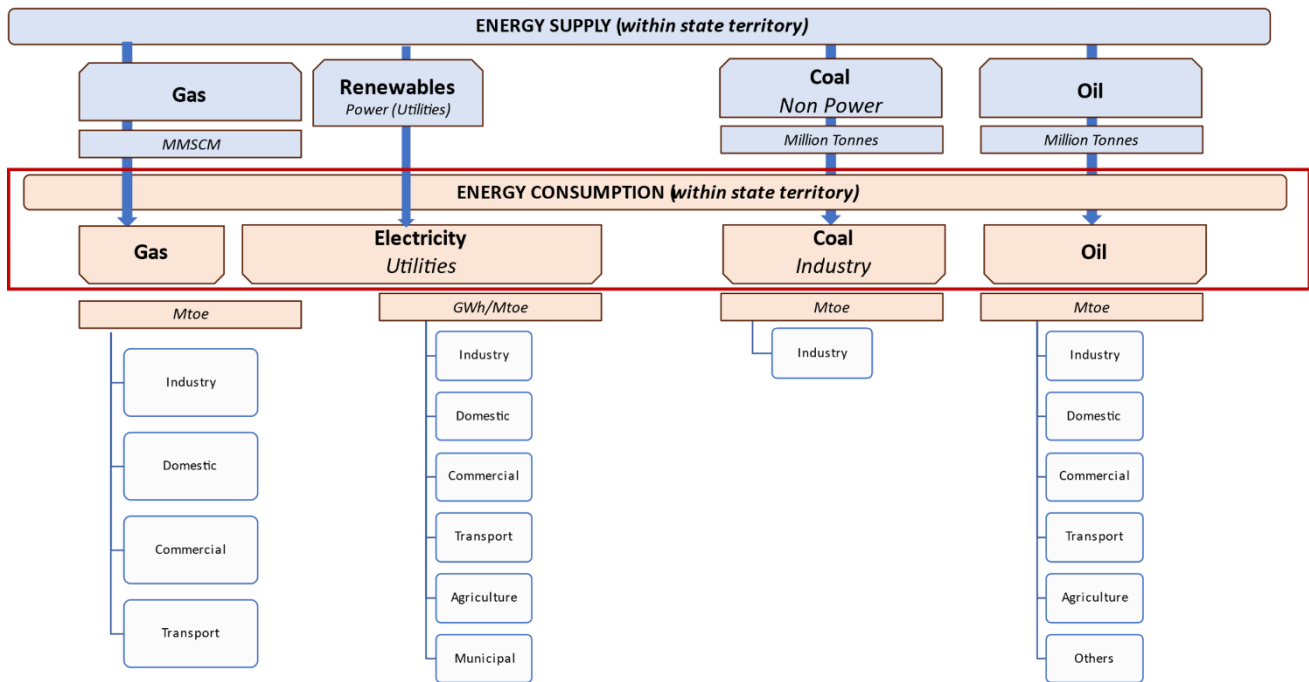 ENERGY SUPPLY (within state territory)
Gas
Renewables
Power (Utilities)
Coal
Non Power
Oil
MMSCM
Million Tonnes
Million Tonnes
ENERGY CONSUMPTION (within state territory)
Gas
Electricity
Utilities
Coal
Industry
Oil
Mtoe
GWh/Mtoe
Mtoe
Mtoe
Industry
Domestic
Commercial
Transport
Industry
Domestic
Commercial
Transport
Agriculture
Municipal
Industry
Industry
Domestic
Commercial
Transport
Agriculture
Others